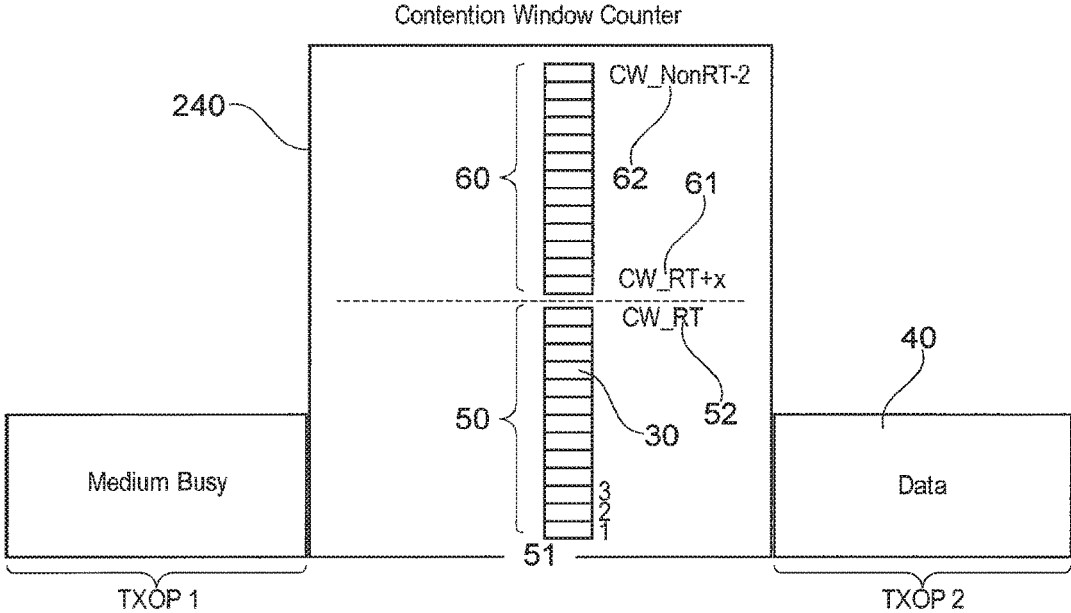 Contention Window Counter
CW_NonRT-2
240
60
62
61
CW_RT+x
CW_RT
40
50
30
52
Medium Busy
3
2
1
Data
51
TXOP 1
TXOP 2